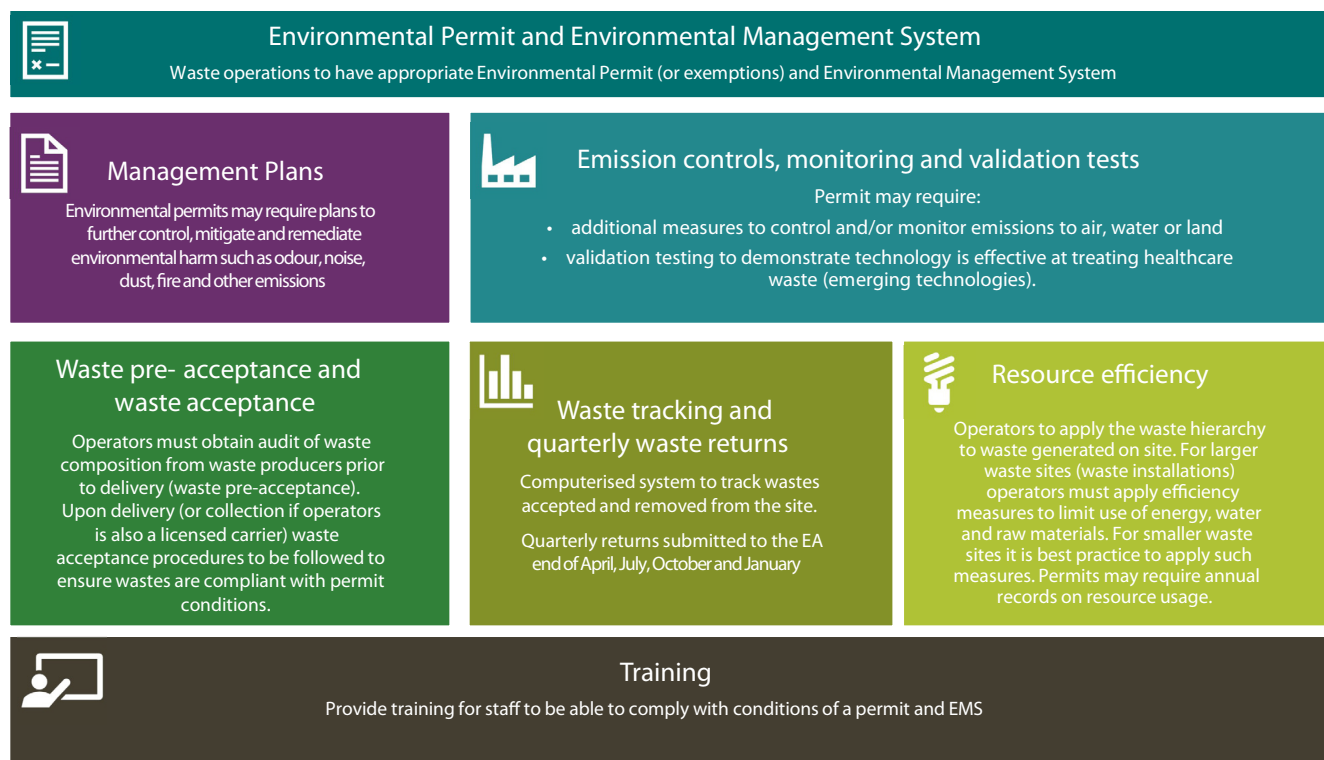 Environmental Permit and Environmental Management System
Waste operations to have appropriate Environmental Permit (or exemptions) and Environmental Management System
Management Plans
Environmental permits may require plans to
further control, mitigate and remediate
environmental harm such as odour, noise,
dust, fire and other emissions
Emission controls, monitoring and validation tests
Permit may require:
• additional measures to control and/or monitor emissions to air, water or land
• validation testing to demonstrate technology is effective at treating healthcare
waste (emerging technologies).
Waste pre- acceptance and
waste acceptance
Operators must obtain audit of waste
composition from waste producers prior
to delivery (waste pre-acceptance).
Upon delivery (or collection if operators
is also a licensed carrier) waste
acceptance procedures to be followed to
ensure wastes are compliant with permit
conditions.
Waste tracking and
quarterly waste returns
Computerised system to track wastes
accepted and removed from the site.
Quarterly returns submitted to the EA
end of April, July, October and January
Resource efficiency
Operators to apply the waste hierarchy
to waste generated on site. For larger
waste sites (waste installations)
operators must apply efficiency
measures to limit use of energy, water
and raw materials. For smaller waste
sites it is best practice to apply such
measures. Permits may require annual
records on resource usage.
Training
Provide training for staff to be able to comply with conditions of a permit and EMS